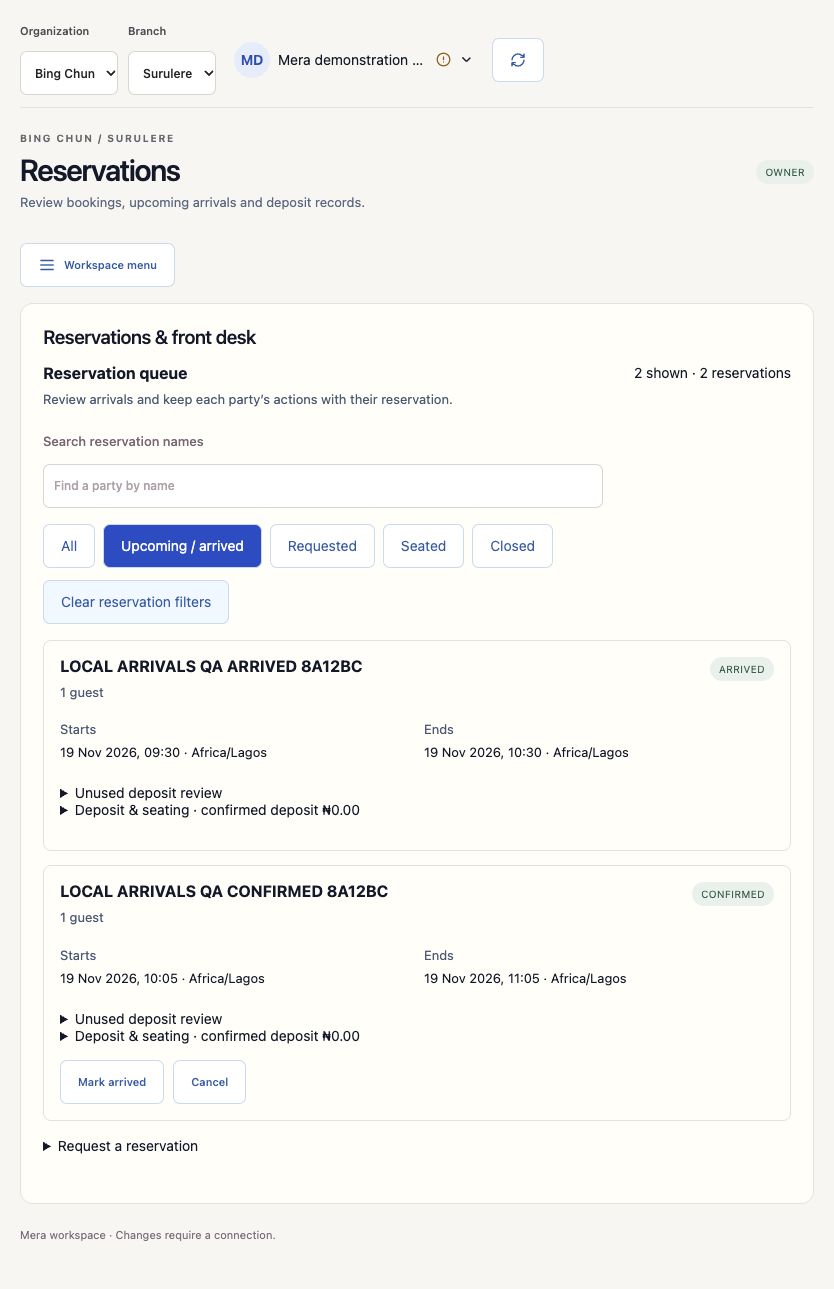 Organization
Branch
Bing Chun
Surulere
MD
Mera demonstration ...
BING CHUN / SURULERE
Reservations
OWNER
Review bookings, upcoming arrivals and deposit records.
Workspace menu
Reservations & front desk
Reservation queue
2 shown · 2 reservations
Review arrivals and keep each party's actions with their reservation.
Search reservation names
Find a party by name
All
Upcoming / arrived
Requested
Seated
Closed
Clear reservation filters
LOCAL ARRIVALS QA ARRIVED 8A12BC
ARRIVED
1 guest
Starts
Ends
19 Nov 2026, 09:30 · Africa/Lagos
19 Nov 2026, 10:30 · Africa/Lagos
Unused deposit review
Deposit & seating · confirmed deposit ₦0.00
LOCAL ARRIVALS QA CONFIRMED 8A12BC
CONFIRMED
1 guest
Starts
Ends
19 Nov 2026, 10:05 · Africa/Lagos
19 Nov 2026, 11:05 · Africa/Lagos
Unused deposit review
Deposit & seating · confirmed deposit ₦0.00
Mark arrived
Cancel
Request a reservation
Mera workspace · Changes require a connection.